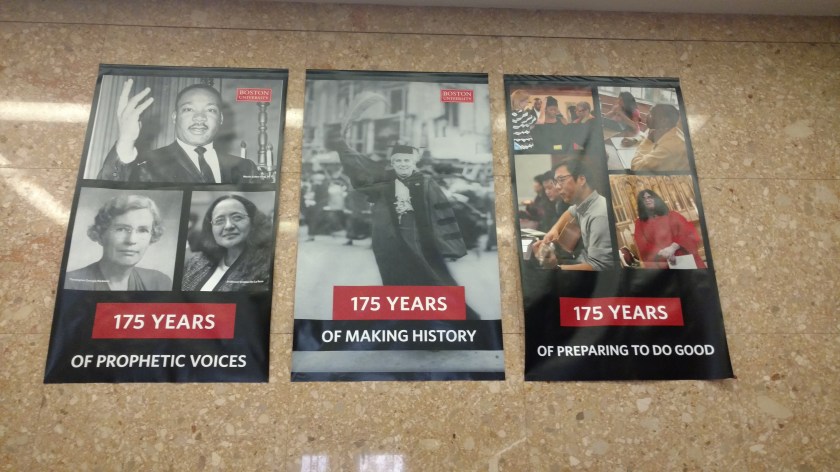 BOSTON
UNIVERSITY
175 YEARS
OF PROPHETIC VOICES
BOSTON
UNIVERSITY
175 YEARS
OF MAKING HISTORY
175 YEARS
OF PREPARING TO DO GOOD